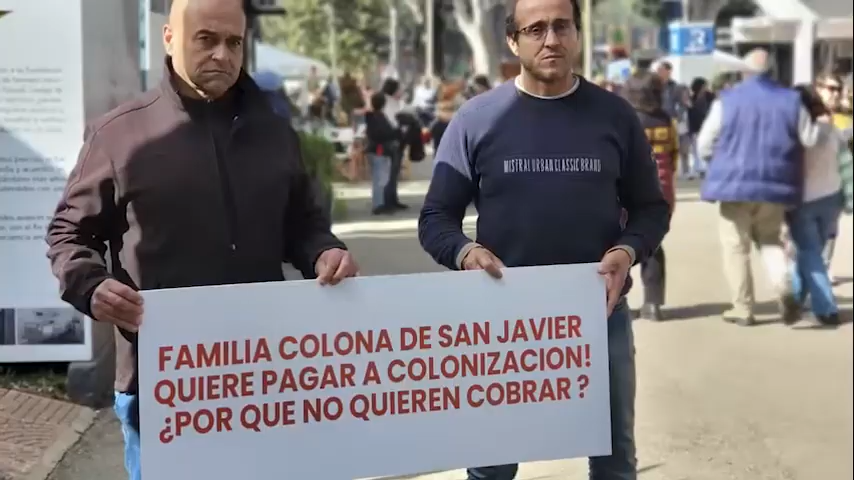 MISTRAL URBAN CLASSIC BRAND
FAMILIA COLONA DE SAN JAVIER
QUIERE PAGAR A COLONIZACION!
¿POR QUE NO QUIEREN COBRAR ?